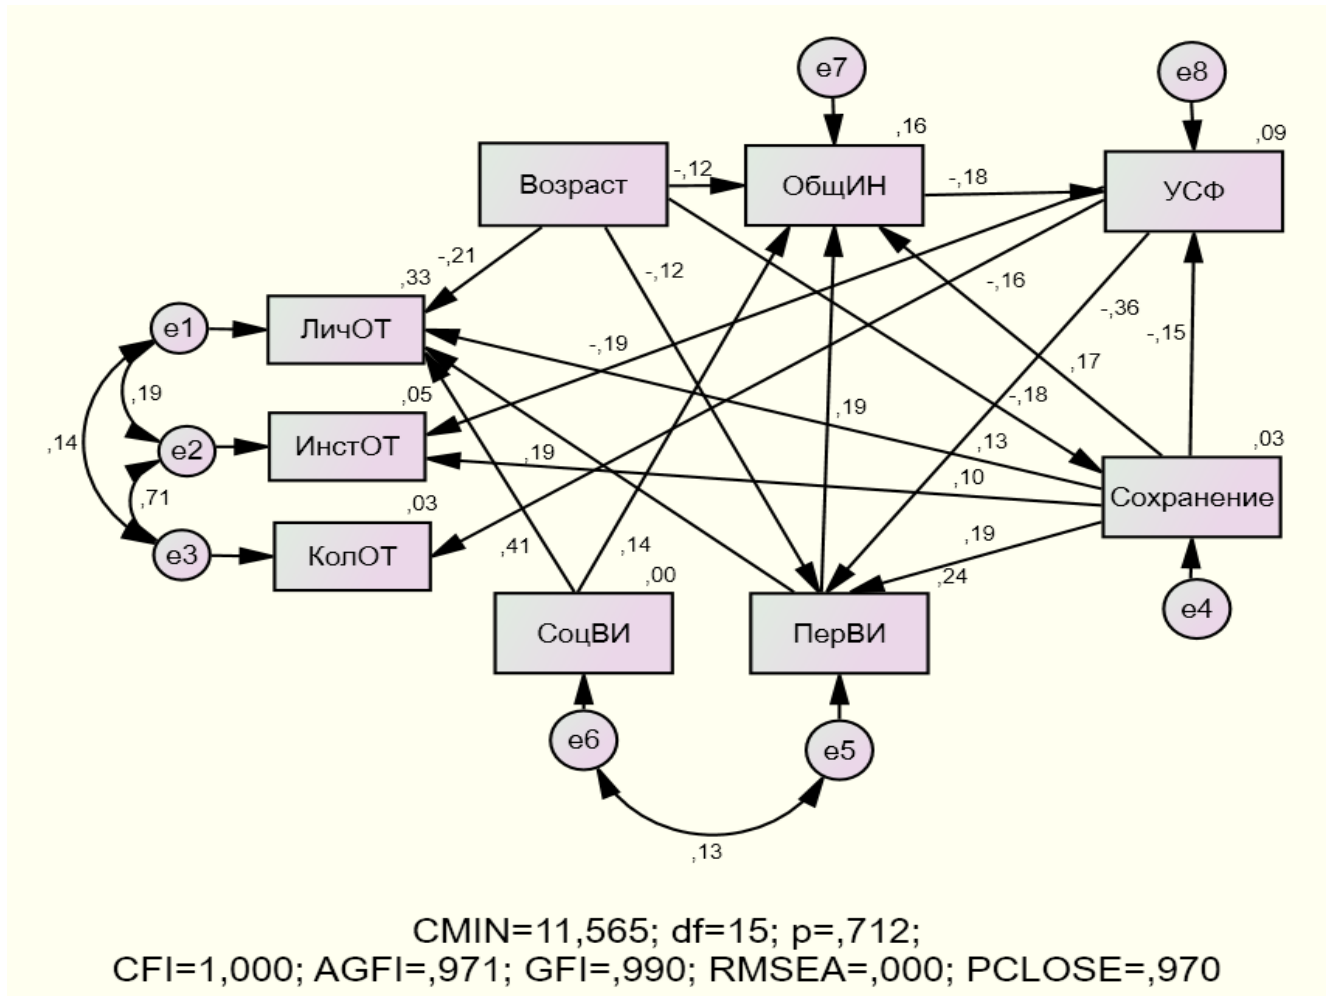 e7
e8
,16
,09
Возраст
-,12
ОбщИН
-,18
УСФ
-,21
,33
-,12
-,16
-,36
e1
ЛичОТ
-,19
-,15
,17
,19
,05
-,18
,19
,14
e2
ИнстОТ
,19
,13
,03
,10
Сохранение
,71
,03
e3
КолОТ
,41
,14
,19
,00
,24
e4
СоцВИ
ПерВИ
e6
e5
,13
CMIN=11,565; df=15; p=,712;
CFI=1,000; AGFI=,971; GFI=,990; RMSEA=,000; PCLOSE=,970